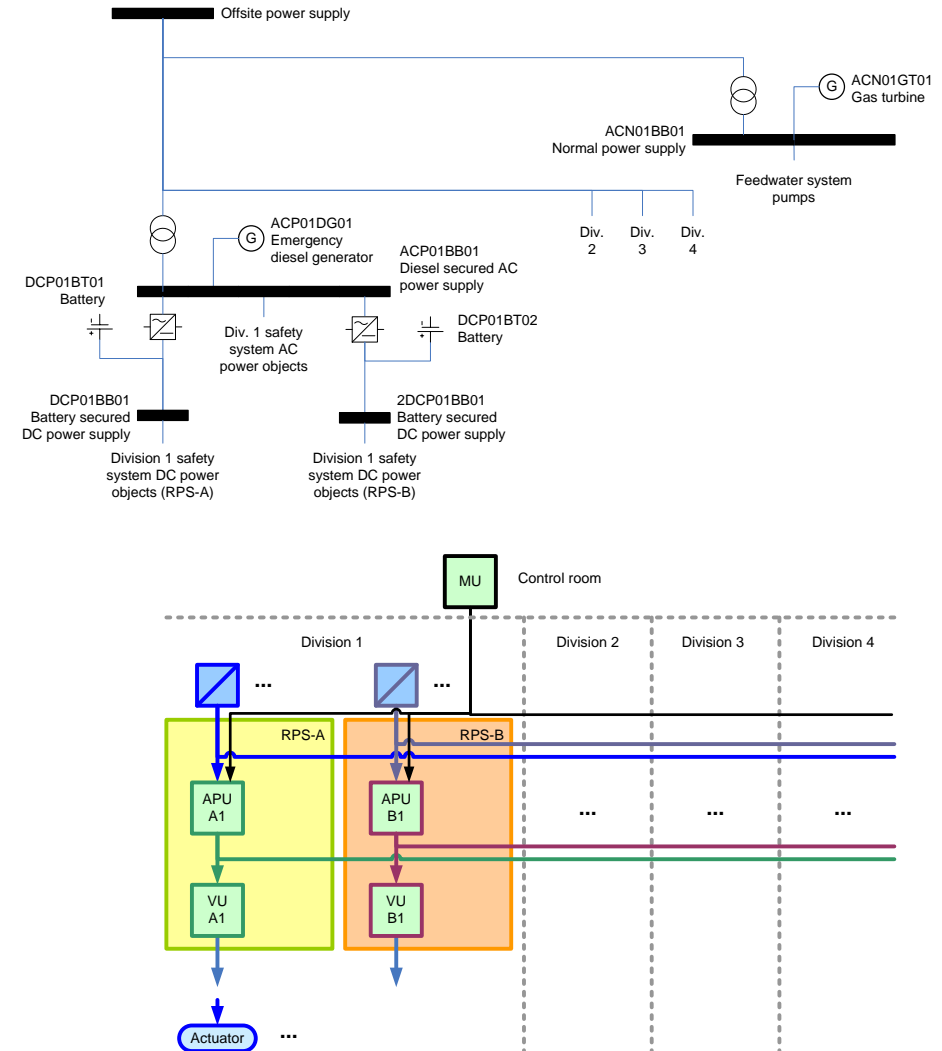 Offsite power supply
G
ACN01GT01
Gas turbine
ACN01BB01
Normal power supply
Feedwater system
pumps
G
ACP01DG01
Emergency
diesel generator
Div.
2
Div.
3
Div.
4
ACP01BB01
Diesel secured AC
power supply
DCP01BT01
Battery
Div. 1 safety
system AC
power objects
DCP01BT02
Battery
DCP01BB01
Battery secured
DC power supply
2DCP01BB01
Battery secured
DC power supply
Division 1 safety
system DC power
objects (RPS-A)
Division 1 safety
system DC power
objects (RPS-B)
MU
Control room
Division 1
Division 2
Division 3
Division 4
...
...
RPS-A
RPS-B
APU
A1
APU
B1
...
...
...
VU
A1
VU
B1
Actuator
...